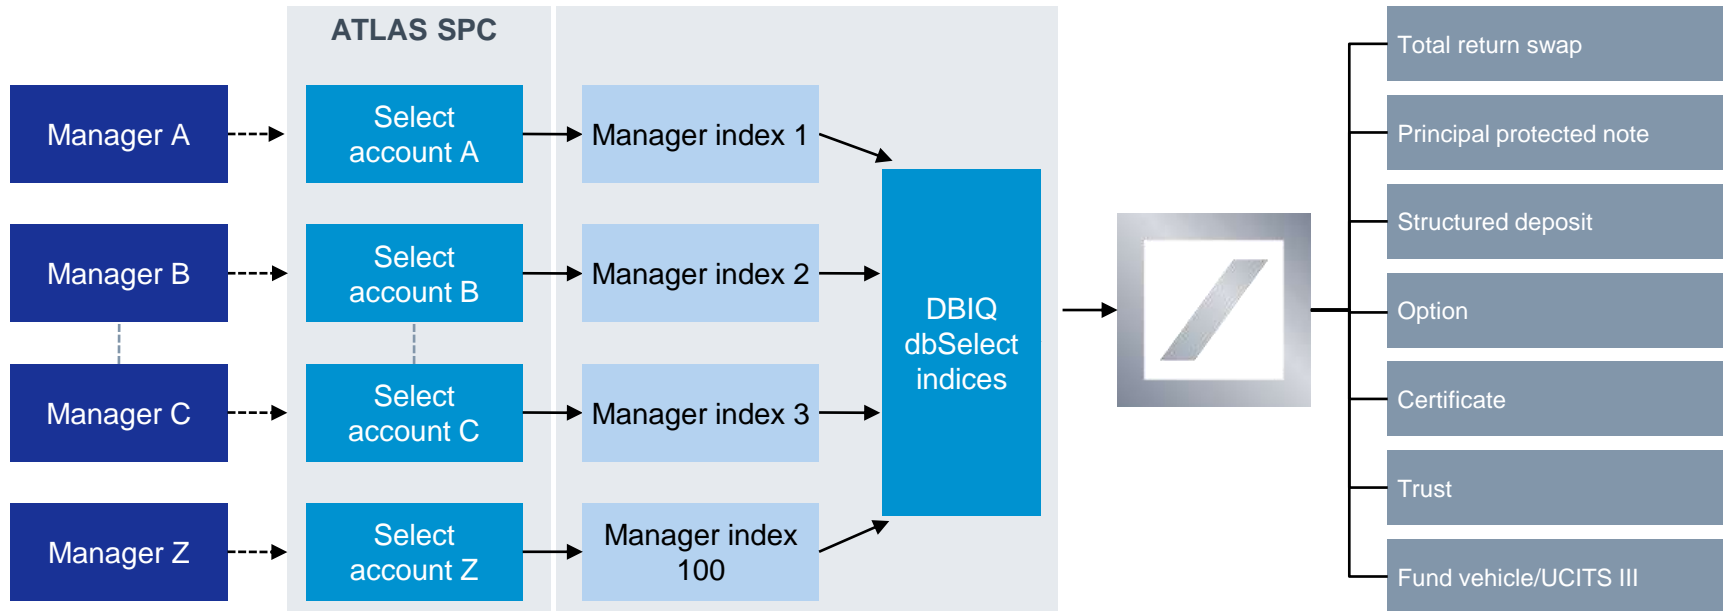 ATLAS SPC
Manager A
Select
account A
Manager index 1
Manager B
Select
account B
Manager index 2
Manager C
Select
account C
Manager index 3
Manager Z
Select
account Z
Manager index
100
DBIQ
dbSelect
indices
Total return swap
Principal protected note
Structured deposit
Option
Certificate
Trust
Fund vehicle/UCITS III